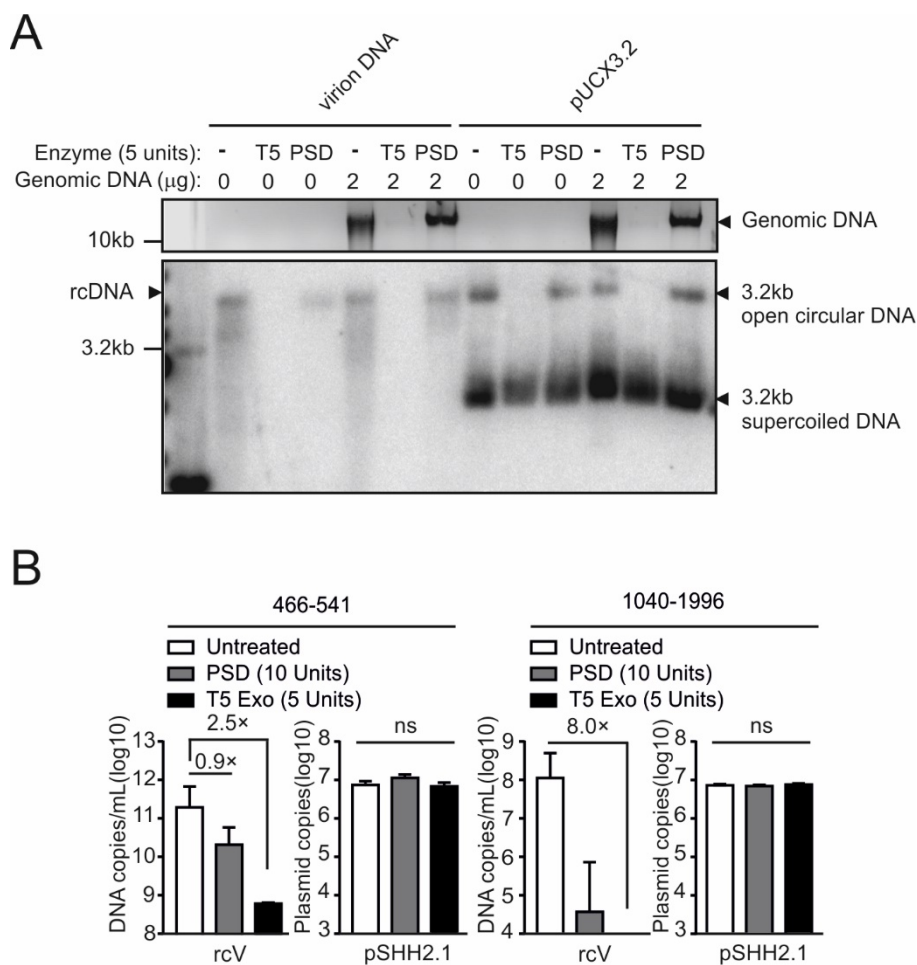 A
virion DNA
pUCX3.2
Enzyme (5 units): - T5 PSD - T5 PSD - T5 PSD - T5 PSD
Genomic DNA (μg): 0 0 0 2 2 2 0 0 0 2 2 2
10kb
Genomic DNA
rcDNA
3.2kb
open circular DNA
3.2kb
3.2kb
supercoiled DNA
B
466-541
Untreated
PSD (10 Units)
T5 Exo (5 Units)
DNA copies/mL(log10)
13
12
11
10
9
8
2.5×
0.9×
rcV
Plasmid copies(log10)
8
7
6
5
4
3
ns
pSHH2.1
1040-1996
Untreated
PSD (10 Units)
T5 Exo (5 Units)
DNA copies/mL(log10)
9
8
7
6
5
4
8.0×
rcV
Plasmid copies(log10)
8
7
6
5
4
3
ns
pSHH2.1